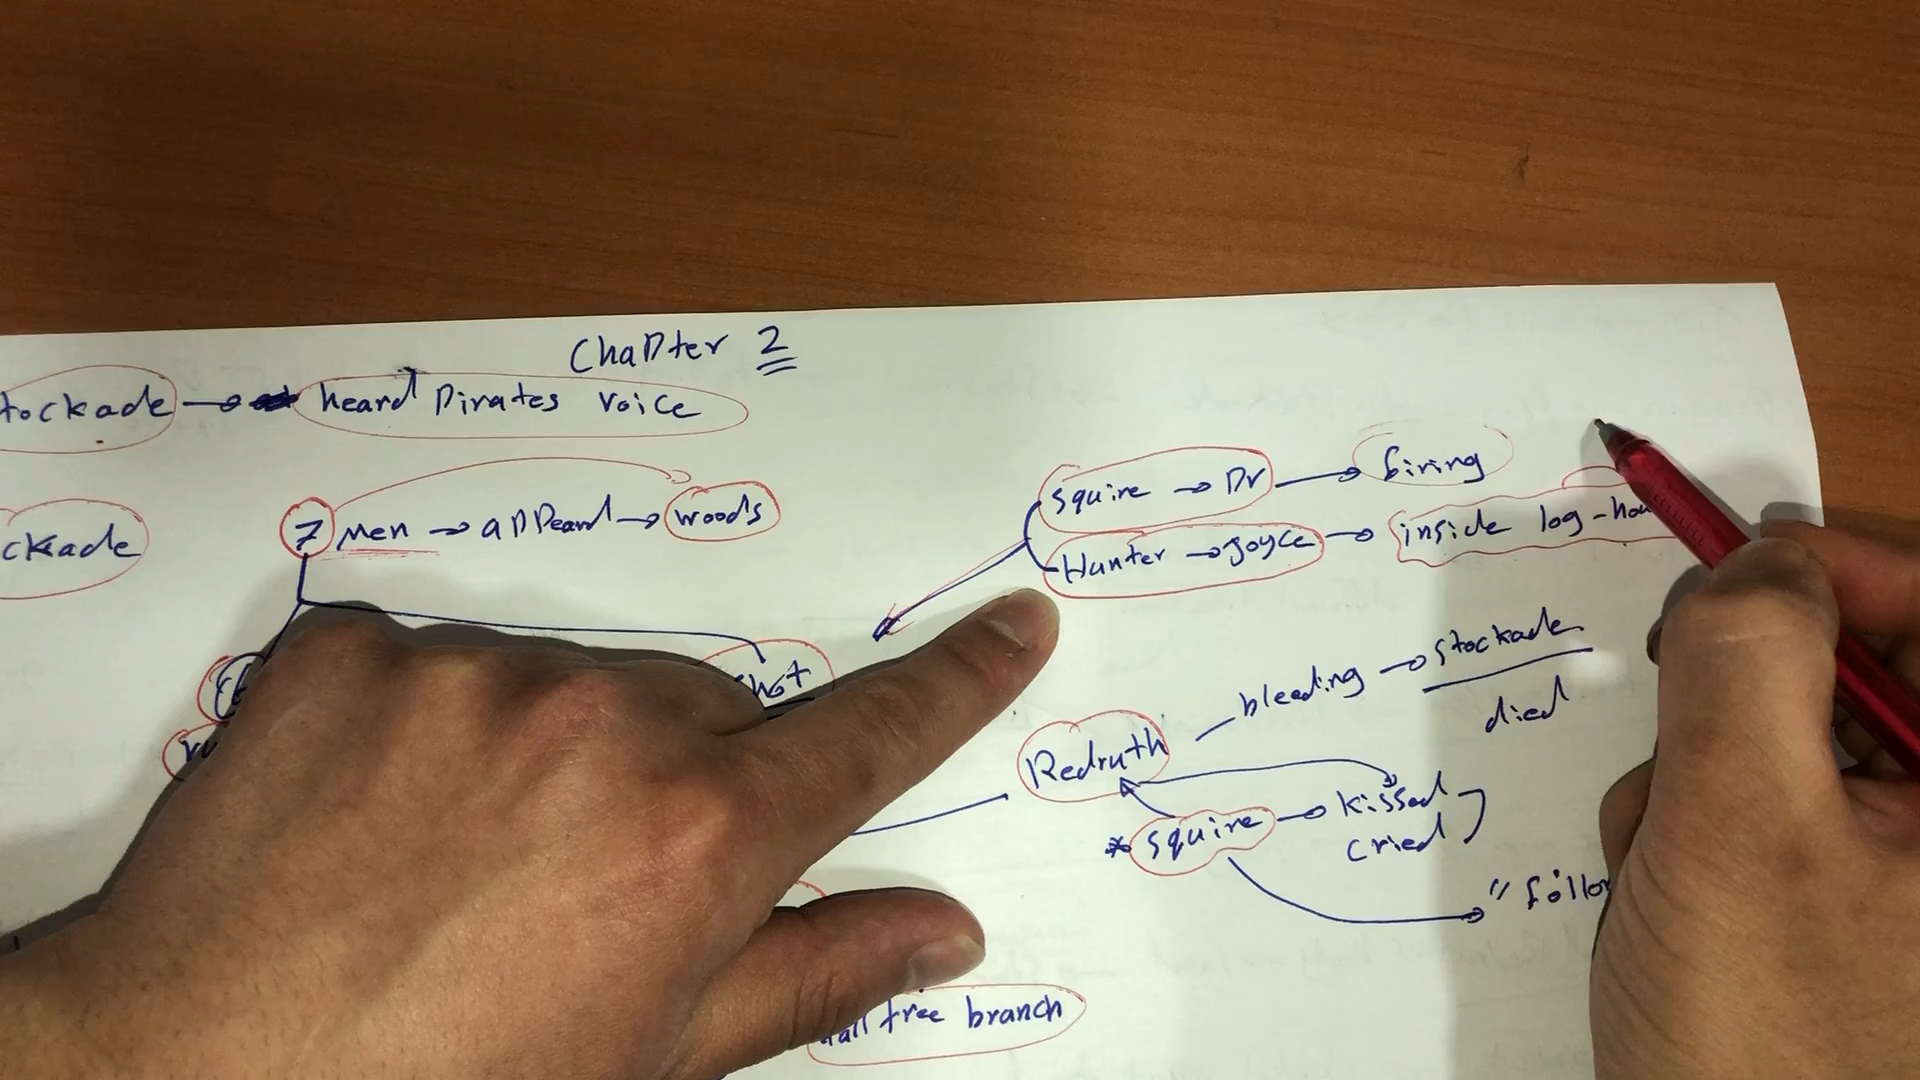 Chapter 2
tockade → heard Pirates voice
squire → Dr → firing
7 Men → appeard → woods
ckade
Hunter → Joyce → inside log-hou
stockade
bleeding →
died
shot
Redruth
kissed
* squire →
cried
" follo
tall tree branch